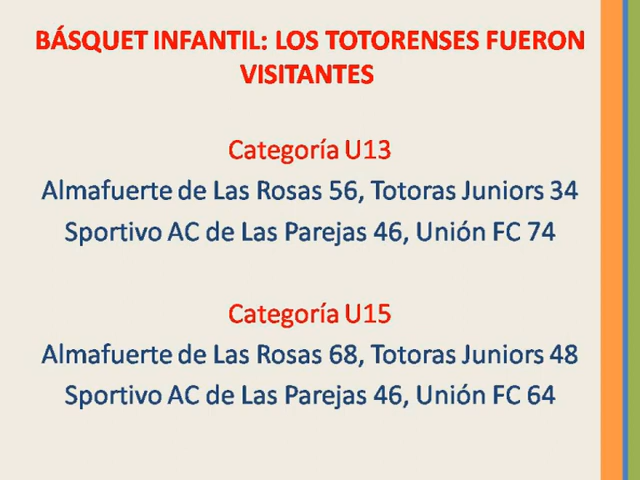 BÁSQUET INFANTIL: LOS TOTORENSES FUERON
VISITANTES
Categoría U13
Almafuerte de Las Rosas 56, Totoras Juniors 34
Sportivo AC de Las Parejas 46, Unión FC 74
Categoría U15
Almafuerte de Las Rosas 68, Totoras Juniors 48
Sportivo AC de Las Parejas 46, Unión FC 64